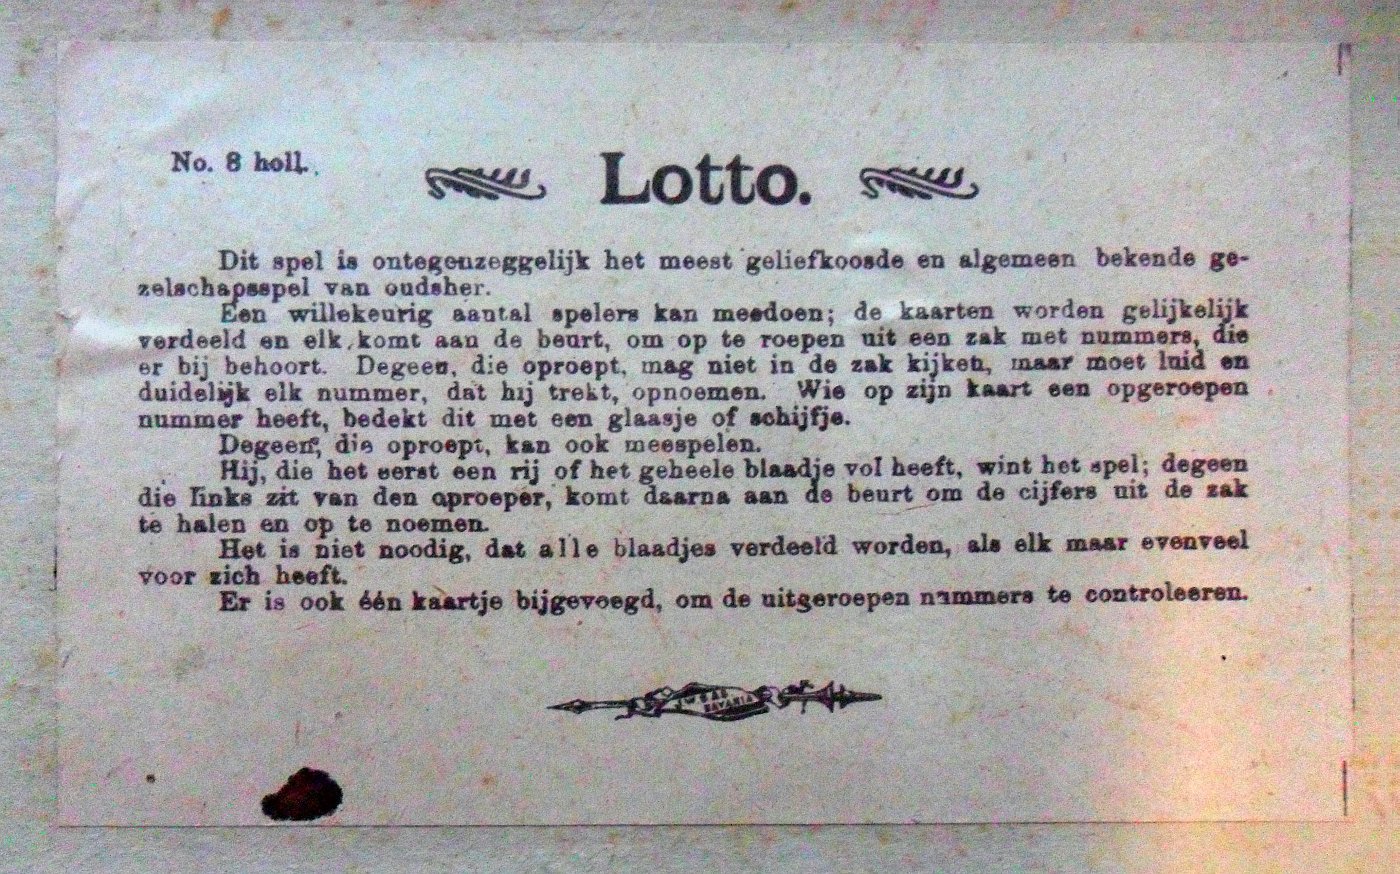 No. 8 holl.
Lotto.
Dit spel is ontegenzeggelijk het meest geliefkoosde en algemeen bekende ge-
zelschapsspel van oudsher.
Een willekeurig aantal spelers kan meedoen; de kaarten worden gelijkelijk
verdeeld en elk komt aan de beurt, om op te roepen uit een zak met nummers, die
er bij behoort. Degeen, die oproept, mag niet in de zak kijken, maar moet luid en
duidelijk elk nummer, dat hij trekt, opnoemen. Wie op zijn kaart een opgeroepen
nummer heeft, bedekt dit met een glaasje of schijfje.
Degeen, die oproept, kan ook meespelen.
Hij, die het eerst een rij of het geheele blaadje vol heeft, wint het spel; degeen
die links zit van den oproeper, komt daarna aan de beurt om de cijfers uit de zak
te halen en op te noemen.
Het is niet noodig, dat alle blaadjes verdeeld worden, als elk maar evenveel
voor zich heeft.
Er is ook één kaartje bijgevoegd, om de uitgeroepen nummers te controleeren.
BAVARIA